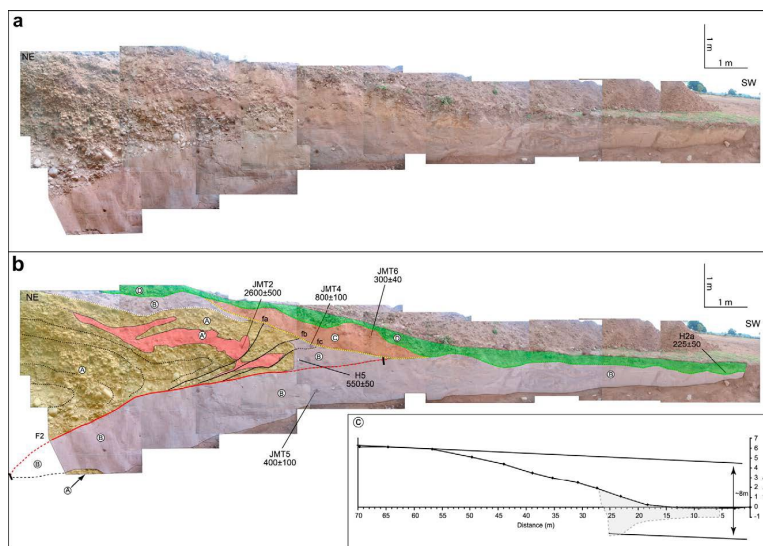 a
NE
1 m
1 m
SW
b
NE
JMT2
2600±500
JMT4
800±100
JMT6
300±40
1 m
1 m
SW
D
B
A
A'
fa
fb
fc
C
D
B
H5
550±50
H2a
225±50
B
A
F2
B
B
B
A
JMT5
400±100
C
7
6
5
4
3
2
1
0
-1
~8m
70 65 60 55 50 45 40 35 30 25 20 15 10 5 0
Distance (m)